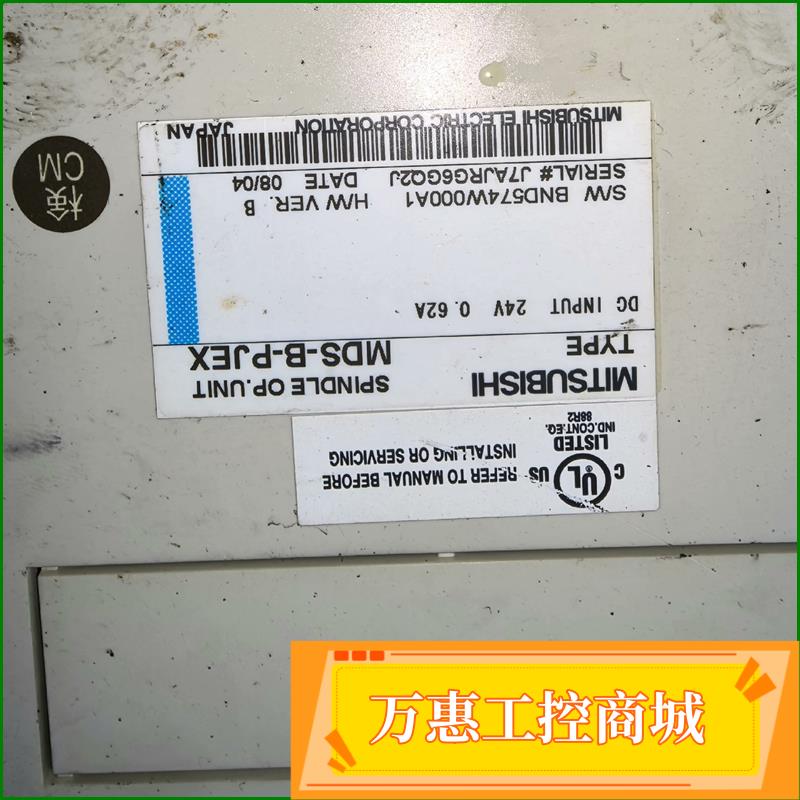 MITSUBISHI SPINDLE OP.UNIT
TYPE MDS-B-PJEX
DC INPUT 24V 0.62A
S/W BND574W000A1 H/W VER. B
SERIAL# J7AJRG6GQ2J DATE 08/04
MITSUBISHI ELECTRIC CORPORATION JAPAN
C UL US
LISTED
IND.CONT.EQ.
88R2
REFER TO MANUAL BEFORE
INSTALLING OR SERVICING
検
CM
万惠工控商城